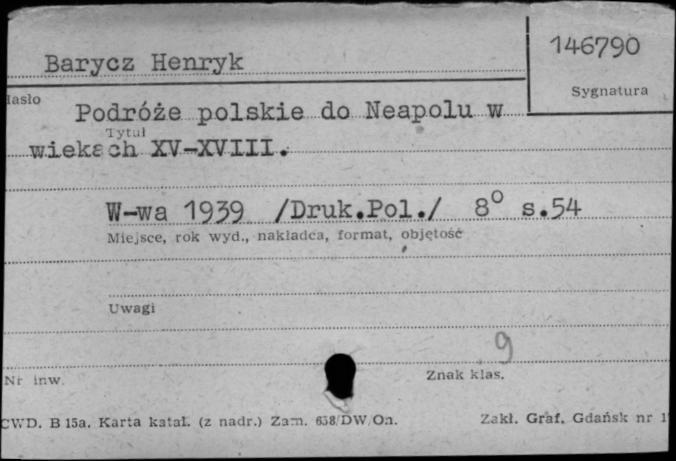 Barycz Henryk
146790
Sygnatura
Hasło
Podróże polskie do Neapolu w
Tytuł
wiekach XV-XVIII.
W-wa 1939 /Druk.Pol./ 8° s.54
Miejsce, rok wyd., nakładca, format, objętość
Uwagi
9
Nr inw.
Znak klas.
CWD. B 15a. Karta katal. (z nadr.) Zam. 638/DW/On.
Zakł. Graf. Gdańsk nr 1